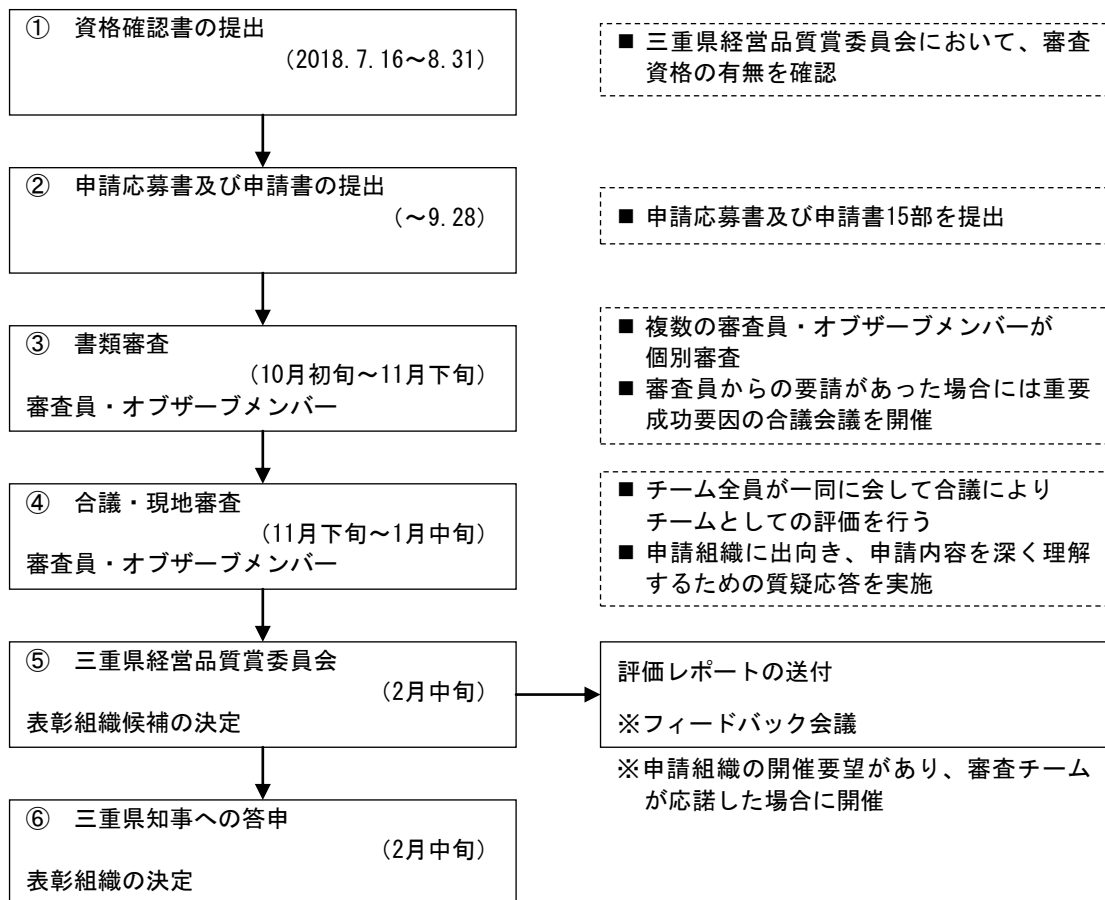 ① 資格確認書の提出
(2018.7.16～8.31)
■ 三重県経営品質賞委員会において、審査
資格の有無を確認
② 申請応募書及び申請書の提出
(～9.28)
■ 申請応募書及び申請書15部を提出
③ 書類審査
(10月初旬～11月下旬)
審査員・オブザーブメンバー
■ 複数の審査員・オブザーブメンバーが
個別審査
■ 審査員からの要請があった場合には重要
成功要因の合議会議を開催
④ 合議・現地審査
(11月下旬～1月中旬)
審査員・オブザーブメンバー
■ チーム全員が一同に会して合議により
チームとしての評価を行う
■ 申請組織に出向き、申請内容を深く理解
するための質疑応答を実施
⑤ 三重県経営品質賞委員会
(2月中旬)
表彰組織候補の決定
評価レポートの送付
※フィードバック会議
※申請組織の開催要望があり、審査チーム
が応諾した場合に開催
⑥ 三重県知事への答申
(2月中旬)
表彰組織の決定